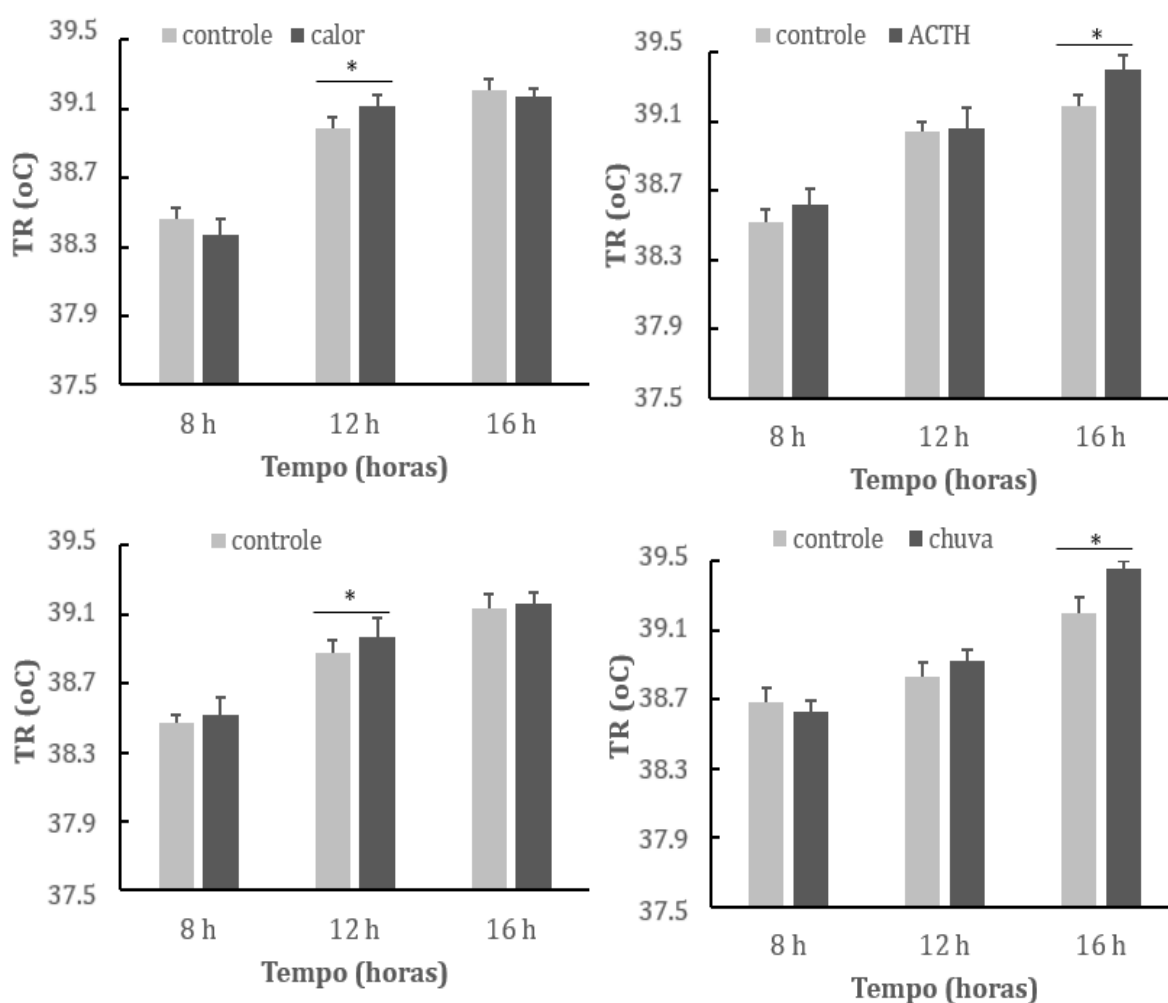 controle calor
*
39.5
39.1
38.7
38.3
37.9
37.5
TR (oC)
8 h 12 h 16 h
Tempo (horas)
controle ACTH
*
39.5
39.1
38.7
38.3
37.9
37.5
TR (oC)
8 h 12 h 16 h
Tempo (horas)
controle
*
39.5
39.1
38.7
38.3
37.9
37.5
TR (oC)
8 h 12 h 16 h
Tempo (horas)
controle chuva
*
39.5
39.1
38.7
38.3
37.9
37.5
TR (oC)
8 h 12 h 16 h
Tempo (horas)